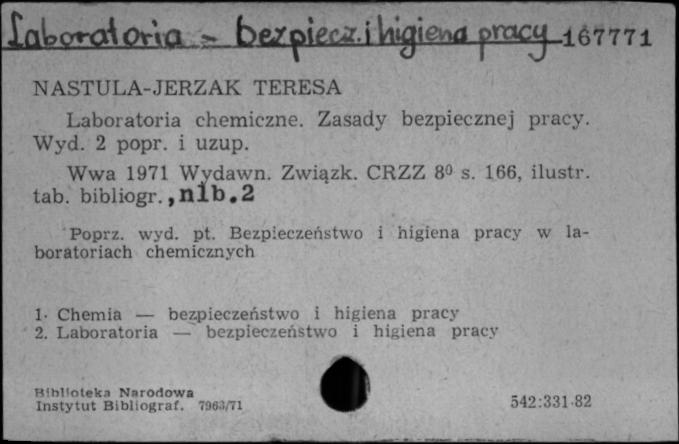 Laboratoria - bezpiecz. i higiena pracy 167771
NASTULA-JERZAK TERESA
Laboratoria chemiczne. Zasady bezpiecznej pracy.
Wyd. 2 popr. i uzup.
Wwa 1971 Wydawn. Związk. CRZZ 8⁰ s. 166, ilustr.
tab. bibliogr., nlb. 2
Poprz. wyd. pt. Bezpieczeństwo i higiena pracy w la-
boratoriach chemicznych
1. Chemia — bezpieczeństwo i higiena pracy
2. Laboratoria — bezpieczeństwo i higiena pracy
Biblioteka Narodowa
Instytut Bibliograf. 7963/71 542:331.82